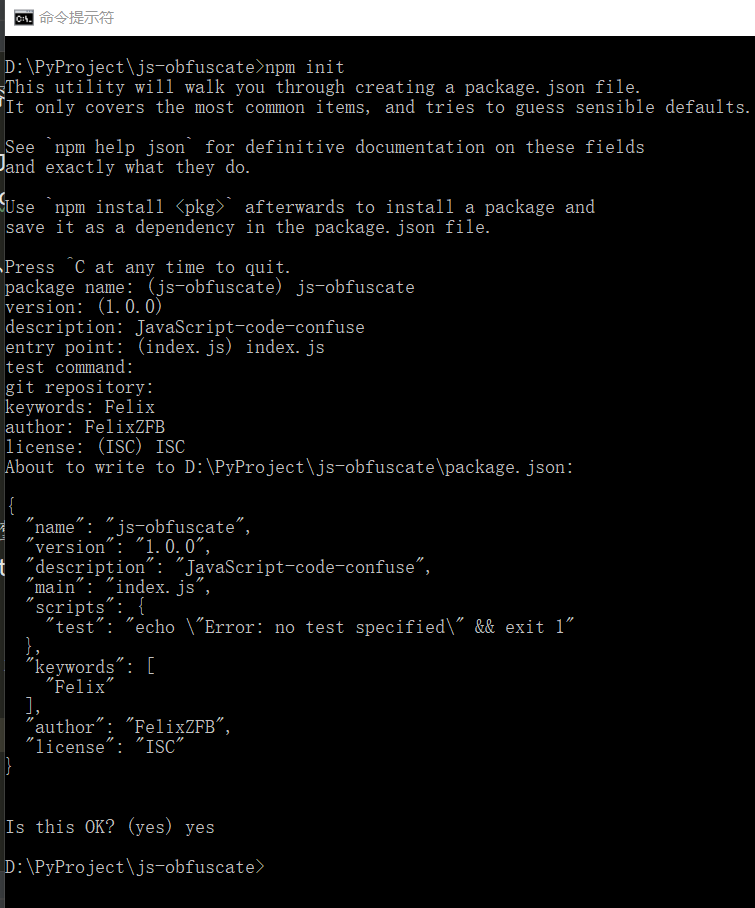 命令提示符
D:\PyProject\js-obfuscate>npm init
This utility will walk you through creating a package.json file.
It only covers the most common items, and tries to guess sensible defaults.
See `npm help json` for definitive documentation on these fields
and exactly what they do.
Use `npm install <pkg>` afterwards to install a package and
save it as a dependency in the package.json file.
Press ^C at any time to quit.
package name: (js-obfuscate) js-obfuscate
version: (1.0.0)
description: JavaScript-code-confuse
entry point: (index.js) index.js
test command:
git repository:
keywords: Felix
author: FelixZFB
license: (ISC) ISC
About to write to D:\PyProject\js-obfuscate\package.json:
{
  "name": "js-obfuscate",
  "version": "1.0.0",
  "description": "JavaScript-code-confuse",
  "main": "index.js",
  "scripts": {
    "test": "echo \"Error: no test specified\" && exit 1"
  },
  "keywords": [
    "Felix"
  ],
  "author": "FelixZFB",
  "license": "ISC"
}
Is this OK? (yes) yes
D:\PyProject\js-obfuscate>